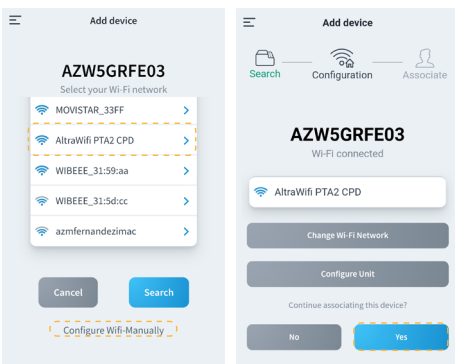 Add device
AZW5GRFE03
Select your Wi-Fi network
MOVISTAR_33FF
AltraWifi PTA2 CPD
WIBEEE_31:59:aa
WIBEEE_31:5d:cc
azmfernandezimac
Cancel
Search
Configure Wifi-Manually
Add device
Search
Configuration
Associate
AZW5GRFE03
Wi-Fi connected
AltraWifi PTA2 CPD
Change Wi-Fi Network
Configure Unit
Continue associating this device?
No
Yes